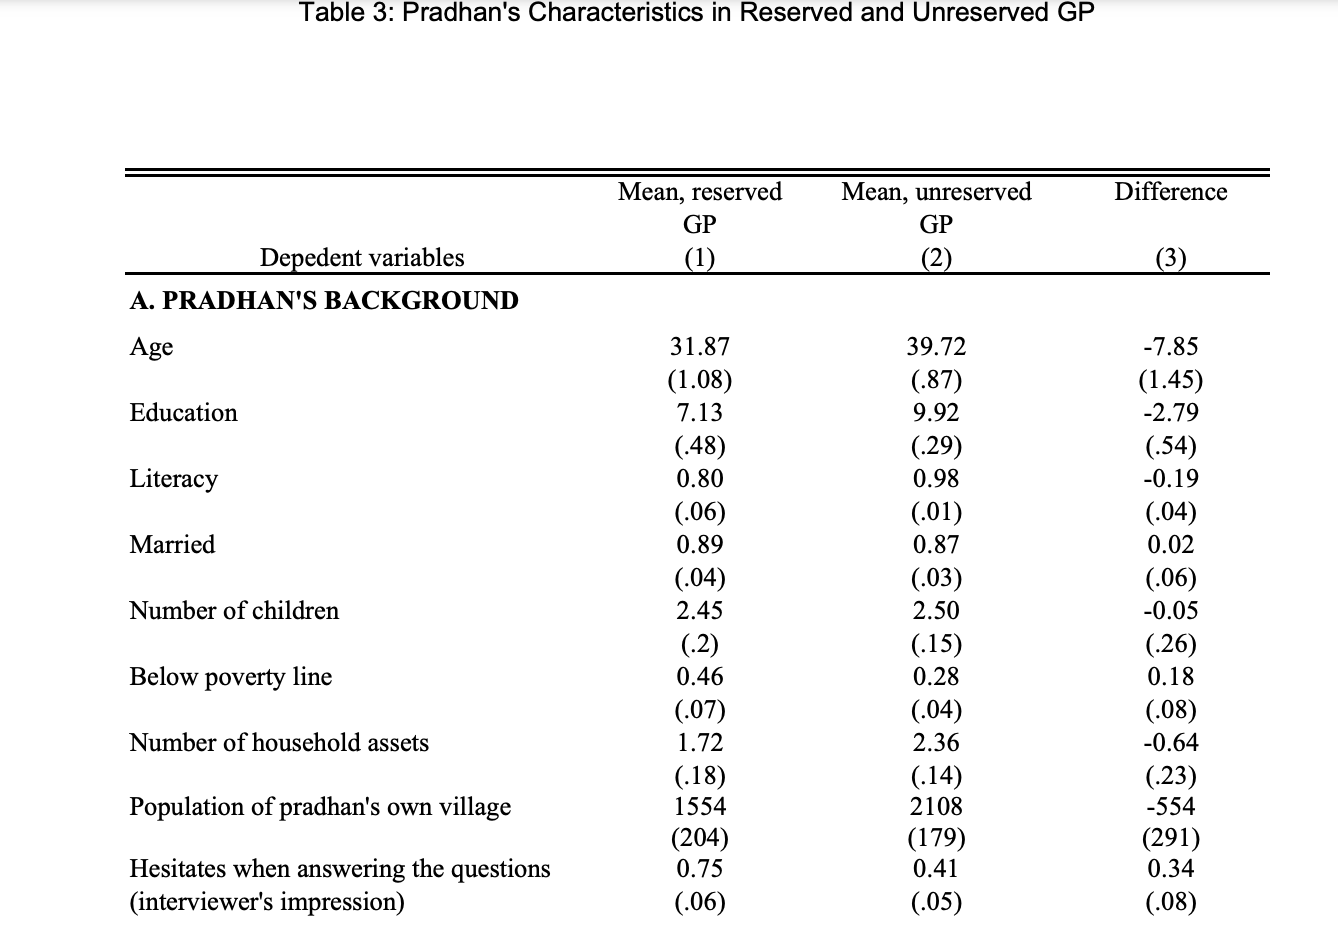 Table 3: Pradhan's Characteristics in Reserved and Unreserved GP
Mean, reserved Mean, unreserved Difference
GP GP
Depedent variables (1) (2) (3)
A. PRADHAN'S BACKGROUND
Age 31.87 39.72 -7.85
(1.08) (.87) (1.45)
Education 7.13 9.92 -2.79
(.48) (.29) (.54)
Literacy 0.80 0.98 -0.19
(.06) (.01) (.04)
Married 0.89 0.87 0.02
(.04) (.03) (.06)
Number of children 2.45 2.50 -0.05
(.2) (.15) (.26)
Below poverty line 0.46 0.28 0.18
(.07) (.04) (.08)
Number of household assets 1.72 2.36 -0.64
(.18) (.14) (.23)
Population of pradhan's own village 1554 2108 -554
(204) (179) (291)
Hesitates when answering the questions 0.75 0.41 0.34
(interviewer's impression) (.06) (.05) (.08)